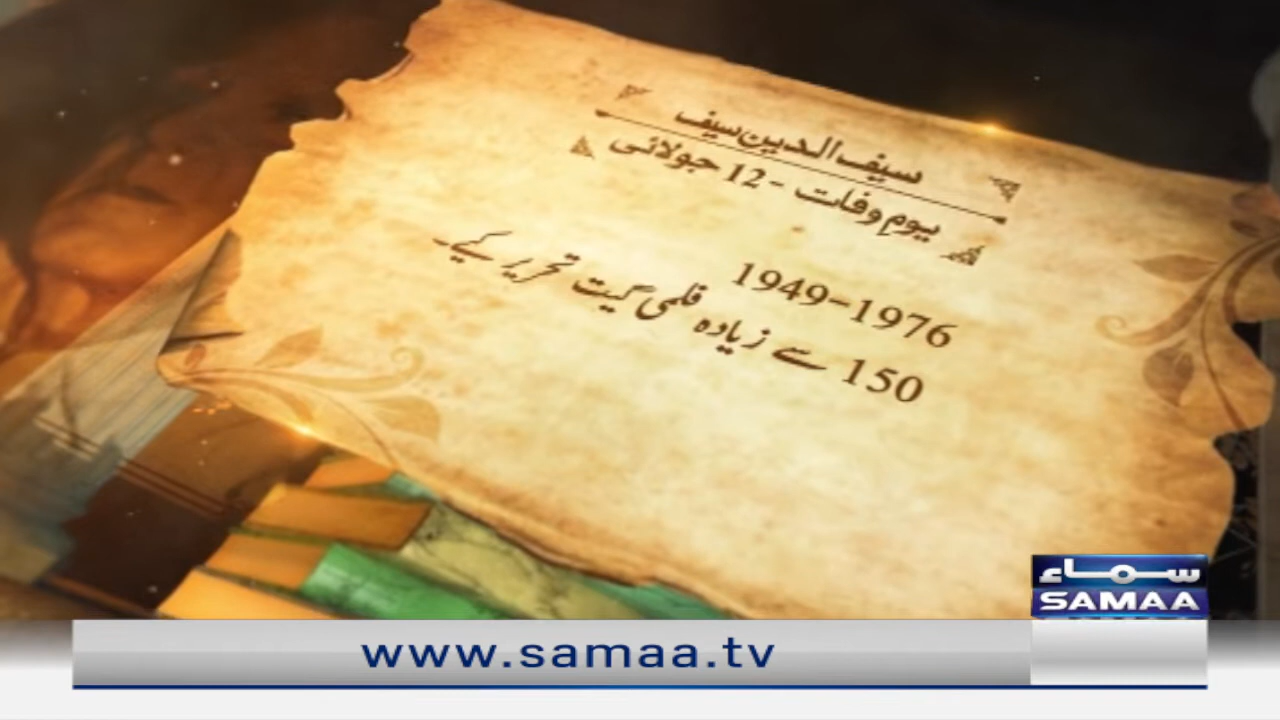 سیف الدین سیف
یومِ وفات - 12 جولائی
1949-1976
150 سے زیادہ فلمی گیت تحریر کیے۔
سماء
SAMAA
www.samaa.tv